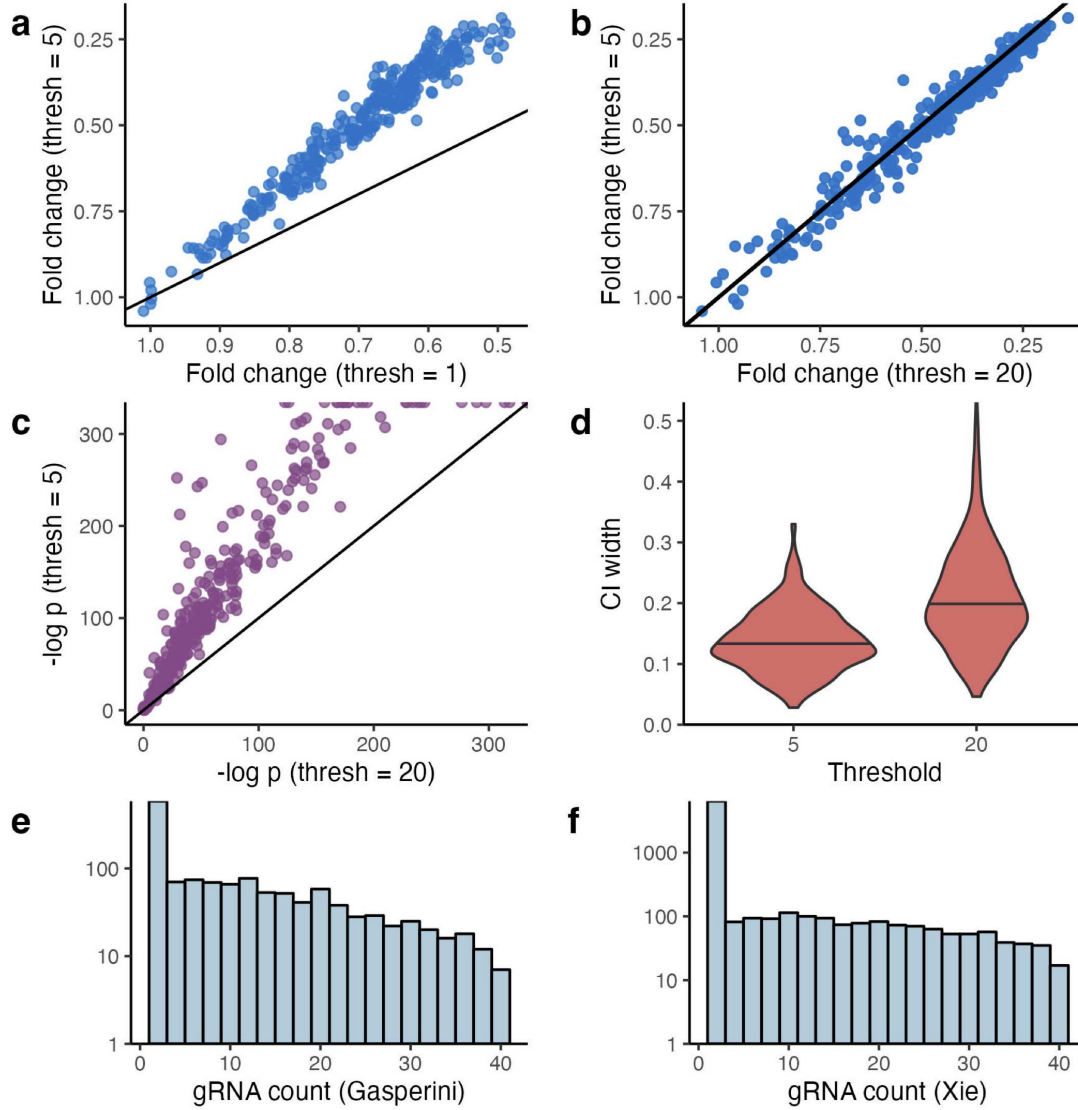 a
Fold change (thresh = 5)
0.25
0.50
0.75
1.00
1.0 0.9 0.8 0.7 0.6 0.5
Fold change (thresh = 1)
b
Fold change (thresh = 5)
0.25
0.50
0.75
1.00
1.00 0.75 0.50 0.25
Fold change (thresh = 20)
c
-log p (thresh = 5)
300
200
100
0
0 100 200 300
-log p (thresh = 20)
d
CI width
0.5
0.4
0.3
0.2
0.1
0.0
5 20
Threshold
e
100
10
1
0 10 20 30 40
gRNA count (Gasperini)
f
1000
100
10
1
0 10 20 30 40
gRNA count (Xie)